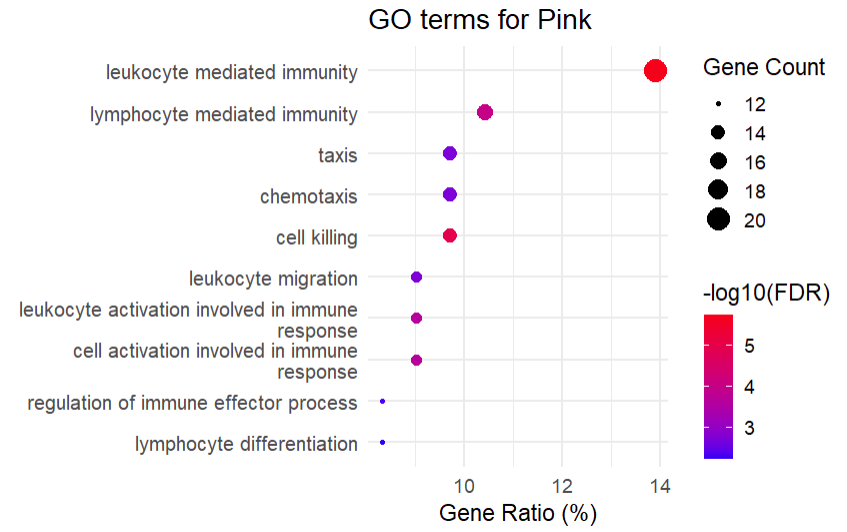 GO terms for Pink
leukocyte mediated immunity
lymphocyte mediated immunity
taxis
chemotaxis
cell killing
leukocyte migration
leukocyte activation involved in immune
response
cell activation involved in immune
response
regulation of immune effector process
lymphocyte differentiation
10
12
14
Gene Ratio (%)
Gene Count
12
14
16
18
20
-log10(FDR)
5
4
3